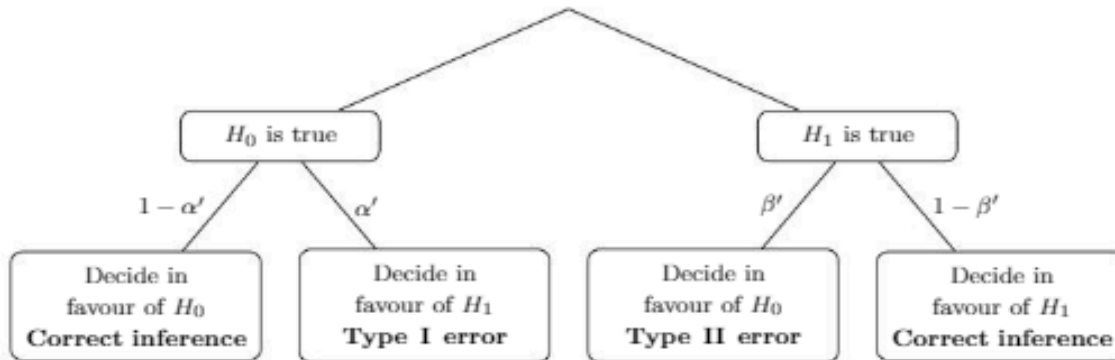 H₀ is true
H₁ is true
1 − α′
α′
β′
1 − β′
Decide in
favour of H₀
Correct inference
Decide in
favour of H₁
Type I error
Decide in
favour of H₀
Type II error
Decide in
favour of H₁
Correct inference